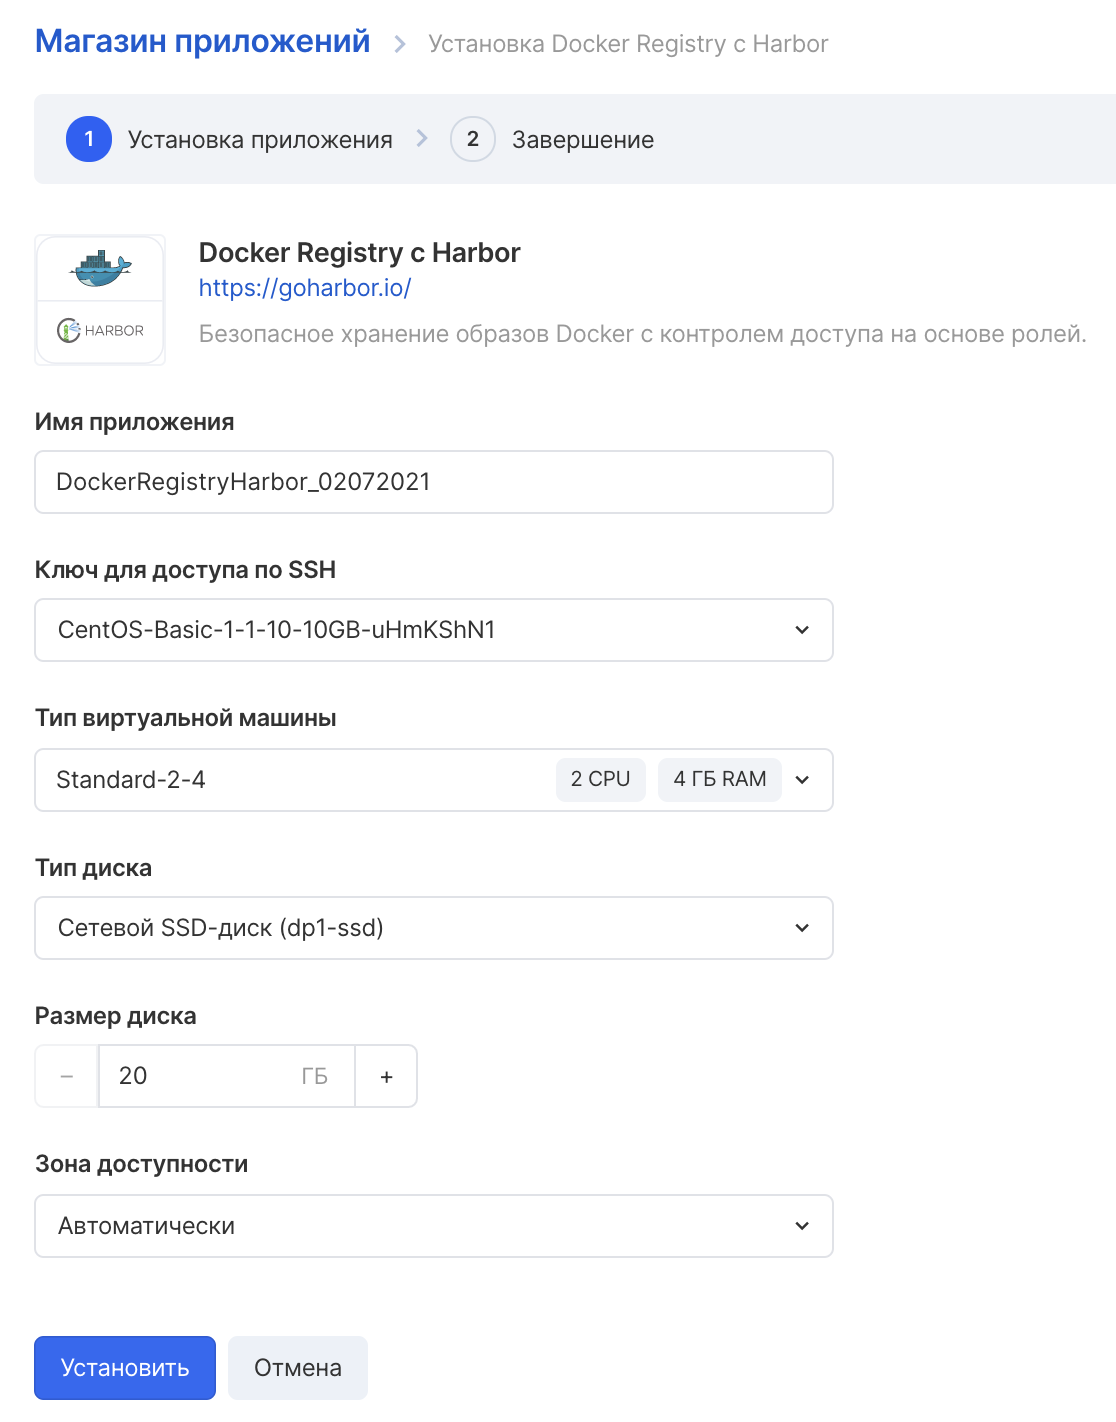 Магазин приложений > Установка Docker Registry с Harbor
1 Установка приложения > 2 Завершение
Docker Registry с Harbor
https://goharbor.io/
HARBOR
Безопасное хранение образов Docker с контролем доступа на основе ролей.
Имя приложения
DockerRegistryHarbor_02072021
Ключ для доступа по SSH
CentOS-Basic-1-1-10-10GB-uHmKShN1
Тип виртуальной машины
Standard-2-4 2 CPU 4 ГБ RAM
Тип диска
Сетевой SSD-диск (dp1-ssd)
Размер диска
− 20 ГБ +
Зона доступности
Автоматически
Установить Отмена